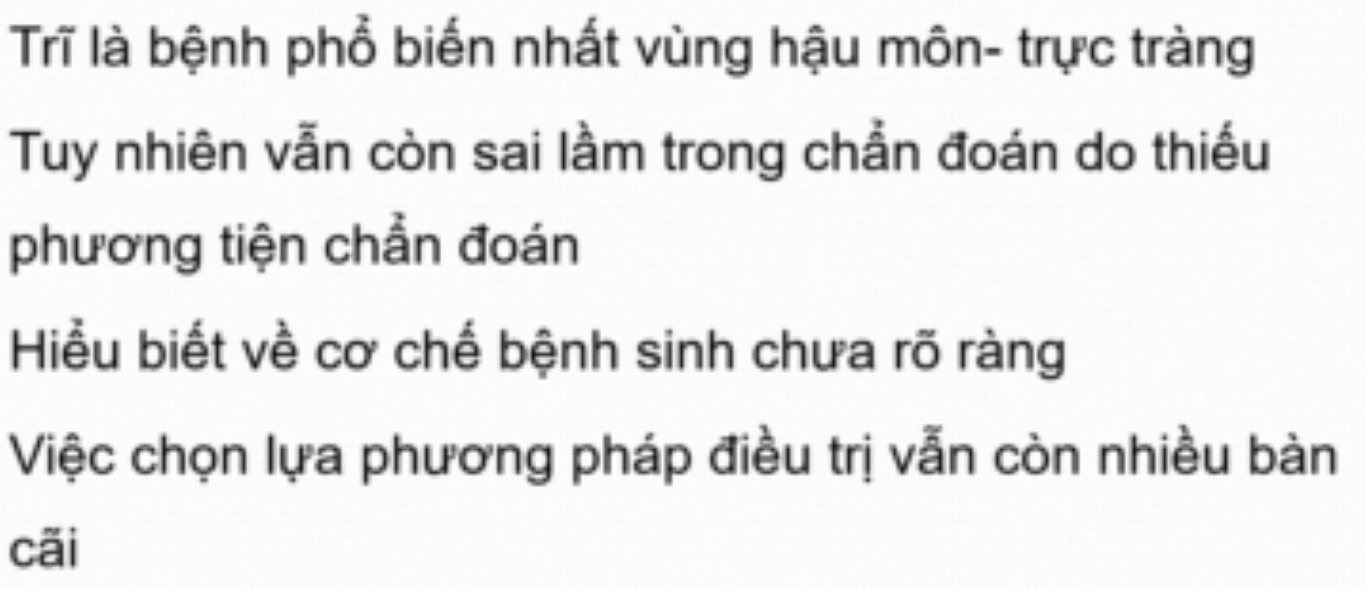 Trĩ là bệnh phổ biến nhất vùng hậu môn- trực tràng
Tuy nhiên vẫn còn sai lầm trong chẩn đoán do thiếu
phương tiện chẩn đoán
Hiểu biết về cơ chế bệnh sinh chưa rõ ràng
Việc chọn lựa phương pháp điều trị vẫn còn nhiều bàn
cãi